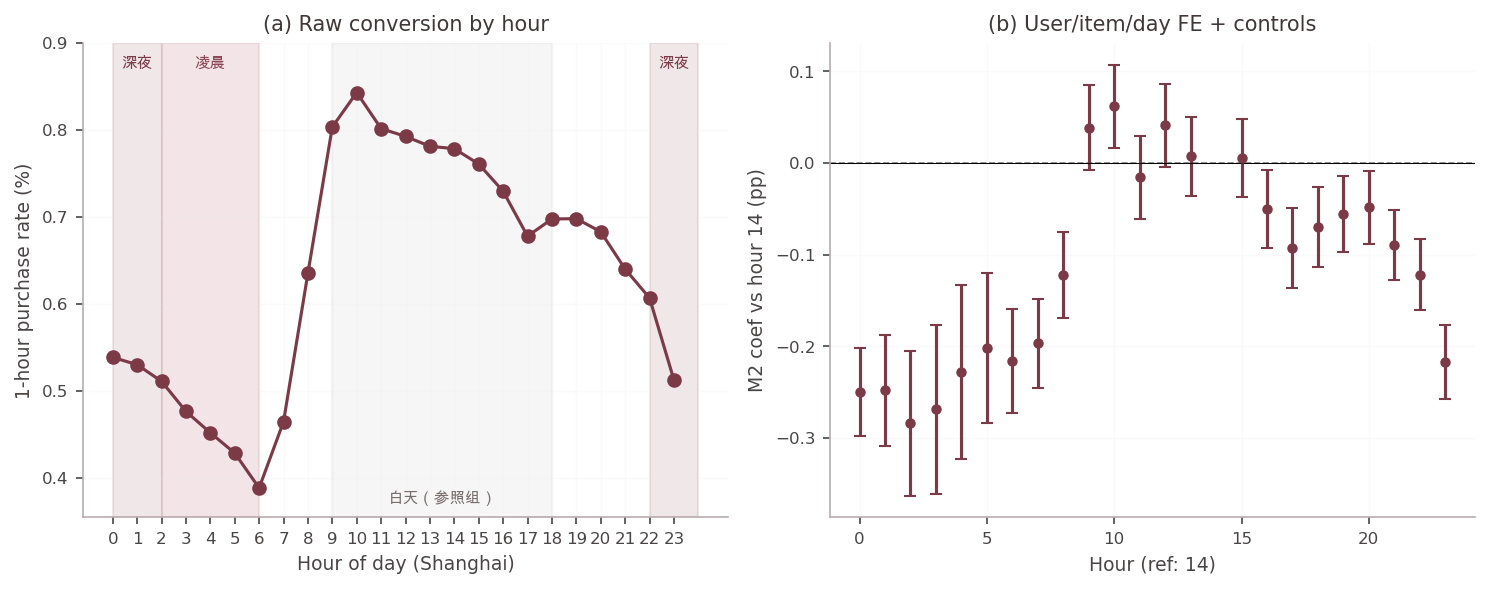 (a) Raw conversion by hour
1-hour purchase rate (%)
0.9
0.8
0.7
0.6
0.5
0.4
深夜
凌晨
深夜
白天 ( 参照组 )
0 1 2 3 4 5 6 7 8 9 10 11 12 13 14 15 16 17 18 19 20 21 22 23
Hour of day (Shanghai)
(b) User/item/day FE + controls
M2 coef vs hour 14 (pp)
0.1
0.0
−0.1
−0.2
−0.3
0 5 10 15 20
Hour (ref: 14)